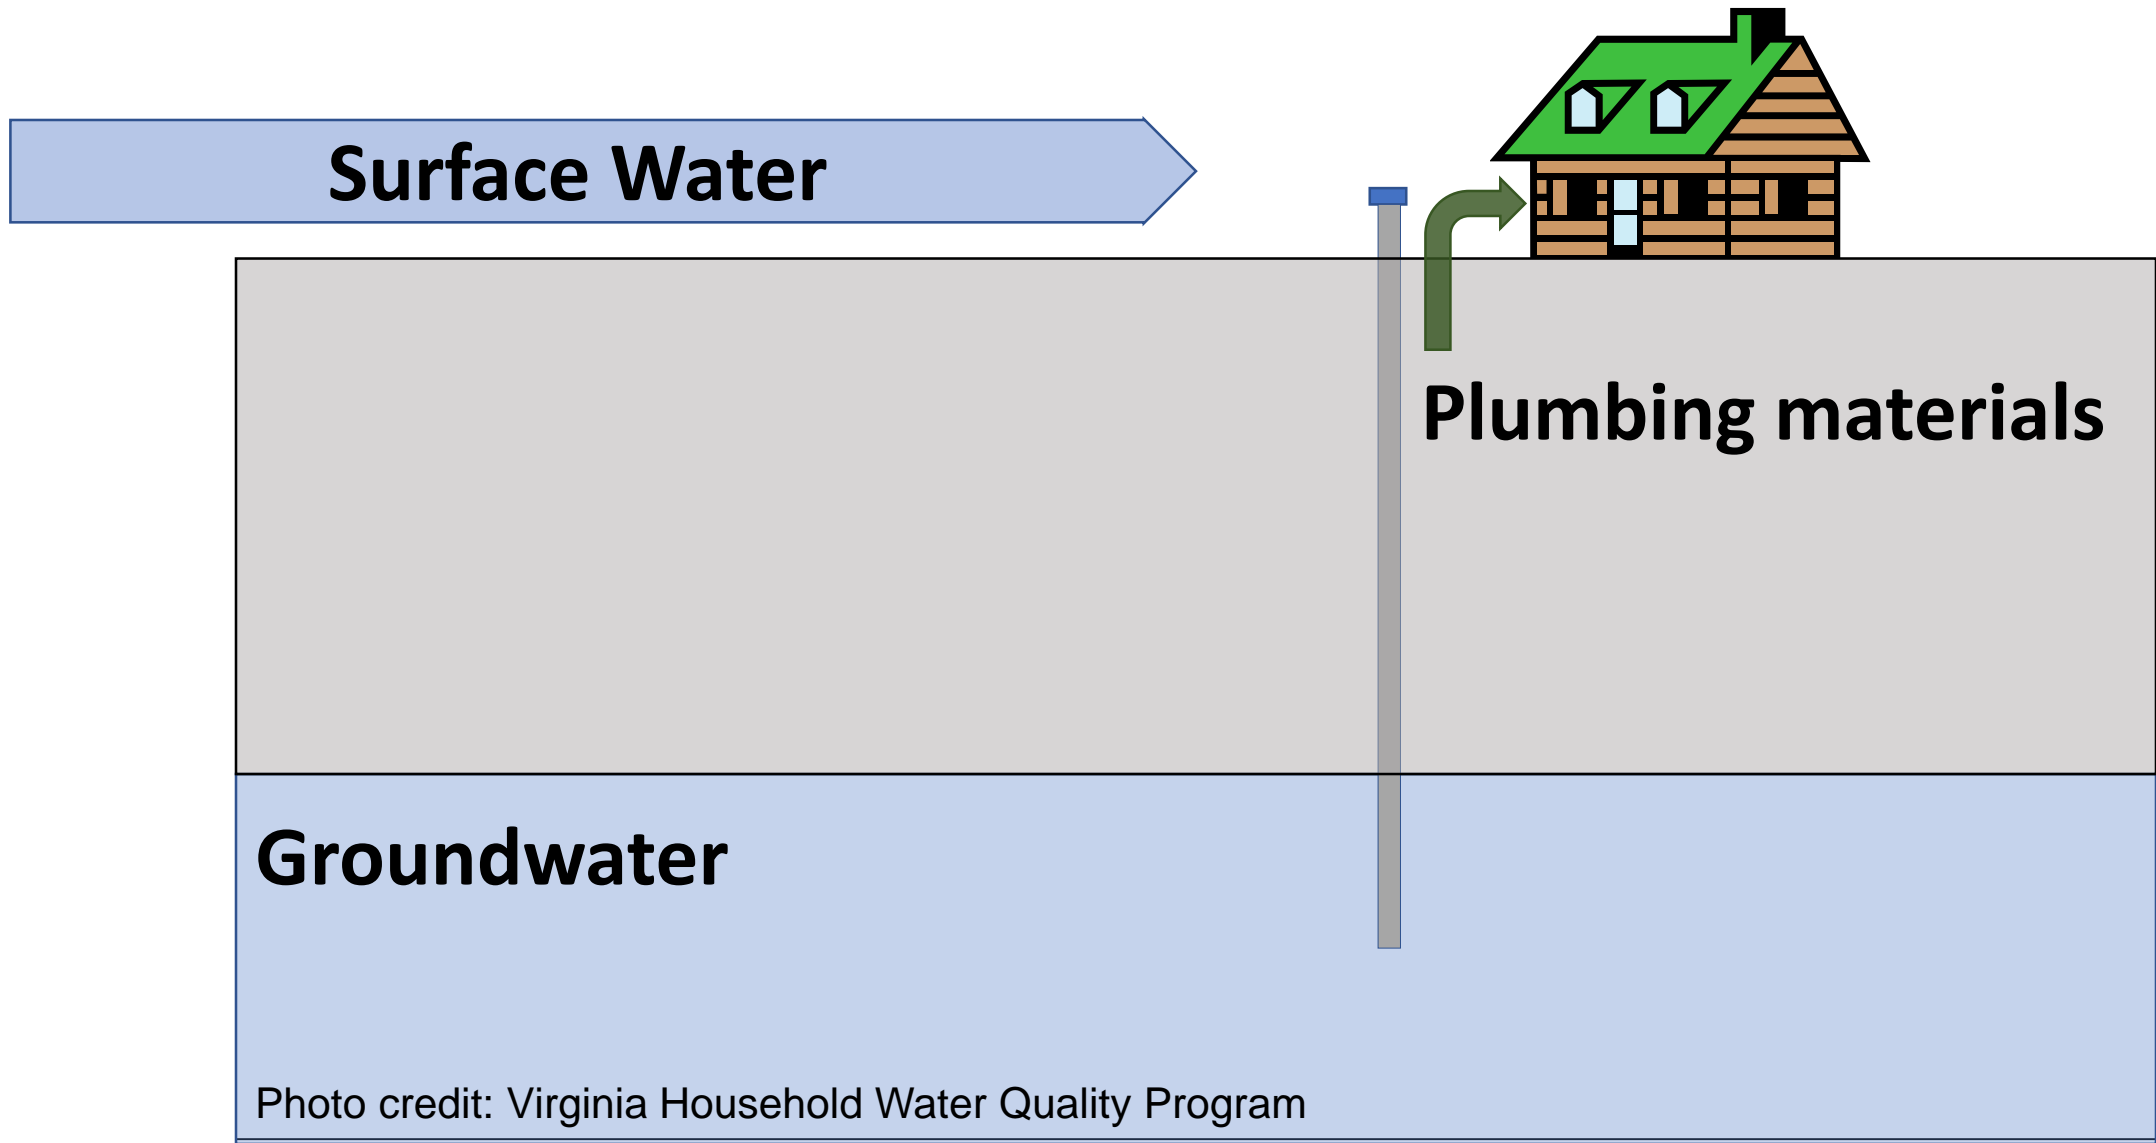 Surface Water
Plumbing materials
Groundwater
Photo credit: Virginia Household Water Quality Program